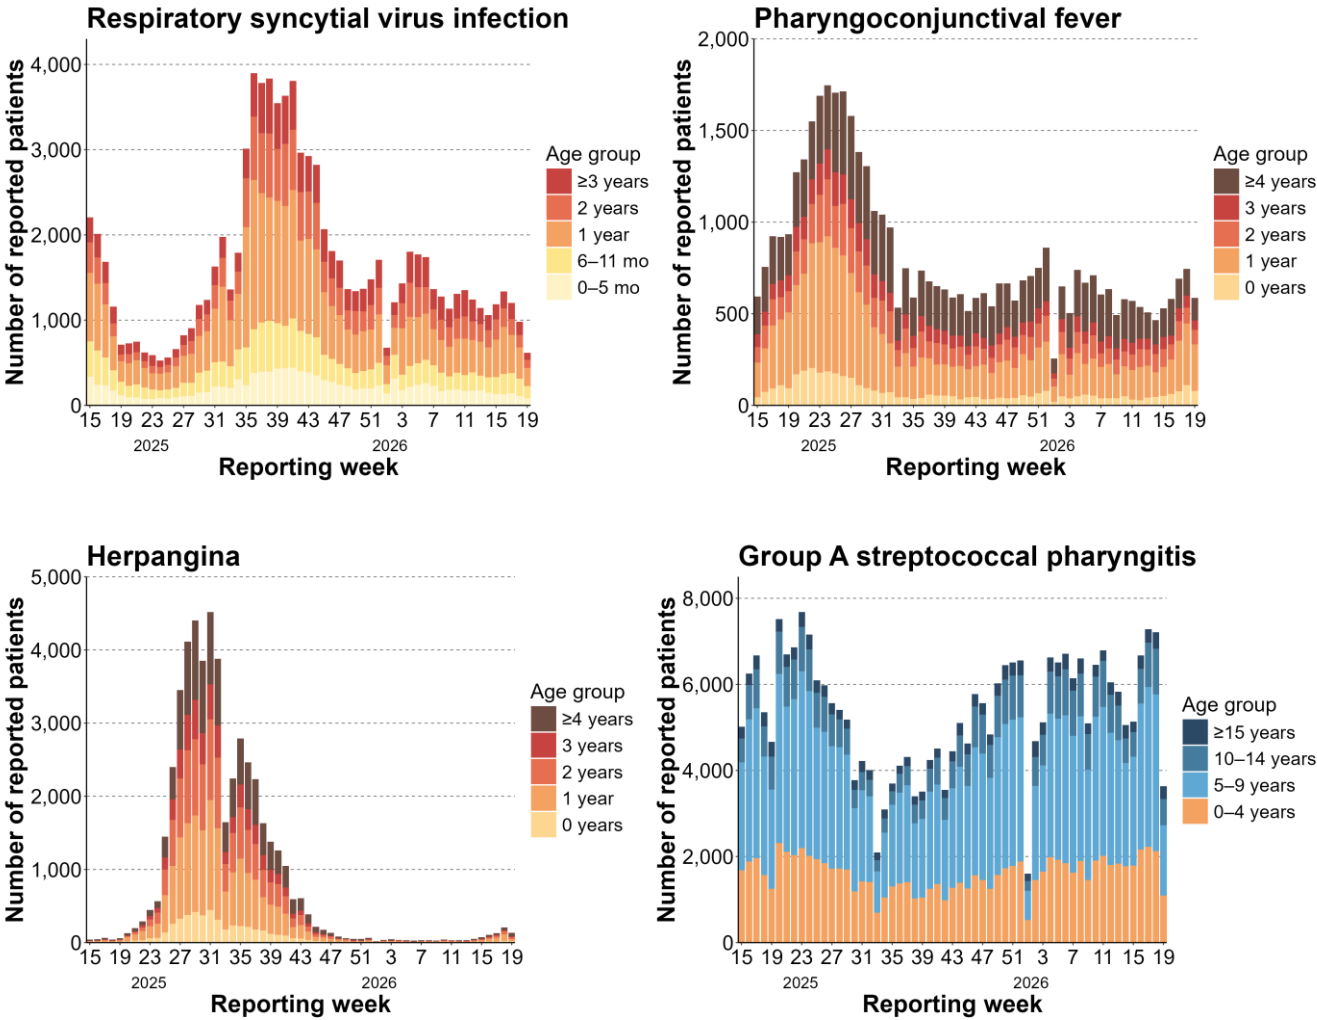 Respiratory syncytial virus infection
Number of reported patients
4,000
3,000
2,000
1,000
0
15 19 23 27 31 35 39 43 47 51 3 7 11 15 19
2025 2026
Reporting week
Age group
≥3 years
2 years
1 year
6–11 mo
0–5 mo
Pharyngoconjunctival fever
Number of reported patients
2,000
1,500
1,000
500
0
15 19 23 27 31 35 39 43 47 51 3 7 11 15 19
2025 2026
Reporting week
Age group
≥4 years
3 years
2 years
1 year
0 years
Herpangina
Number of reported patients
5,000
4,000
3,000
2,000
1,000
0
15 19 23 27 31 35 39 43 47 51 3 7 11 15 19
2025 2026
Reporting week
Age group
≥4 years
3 years
2 years
1 year
0 years
Group A streptococcal pharyngitis
Number of reported patients
8,000
6,000
4,000
2,000
0
15 19 23 27 31 35 39 43 47 51 3 7 11 15 19
2025 2026
Reporting week
Age group
≥15 years
10–14 years
5–9 years
0–4 years